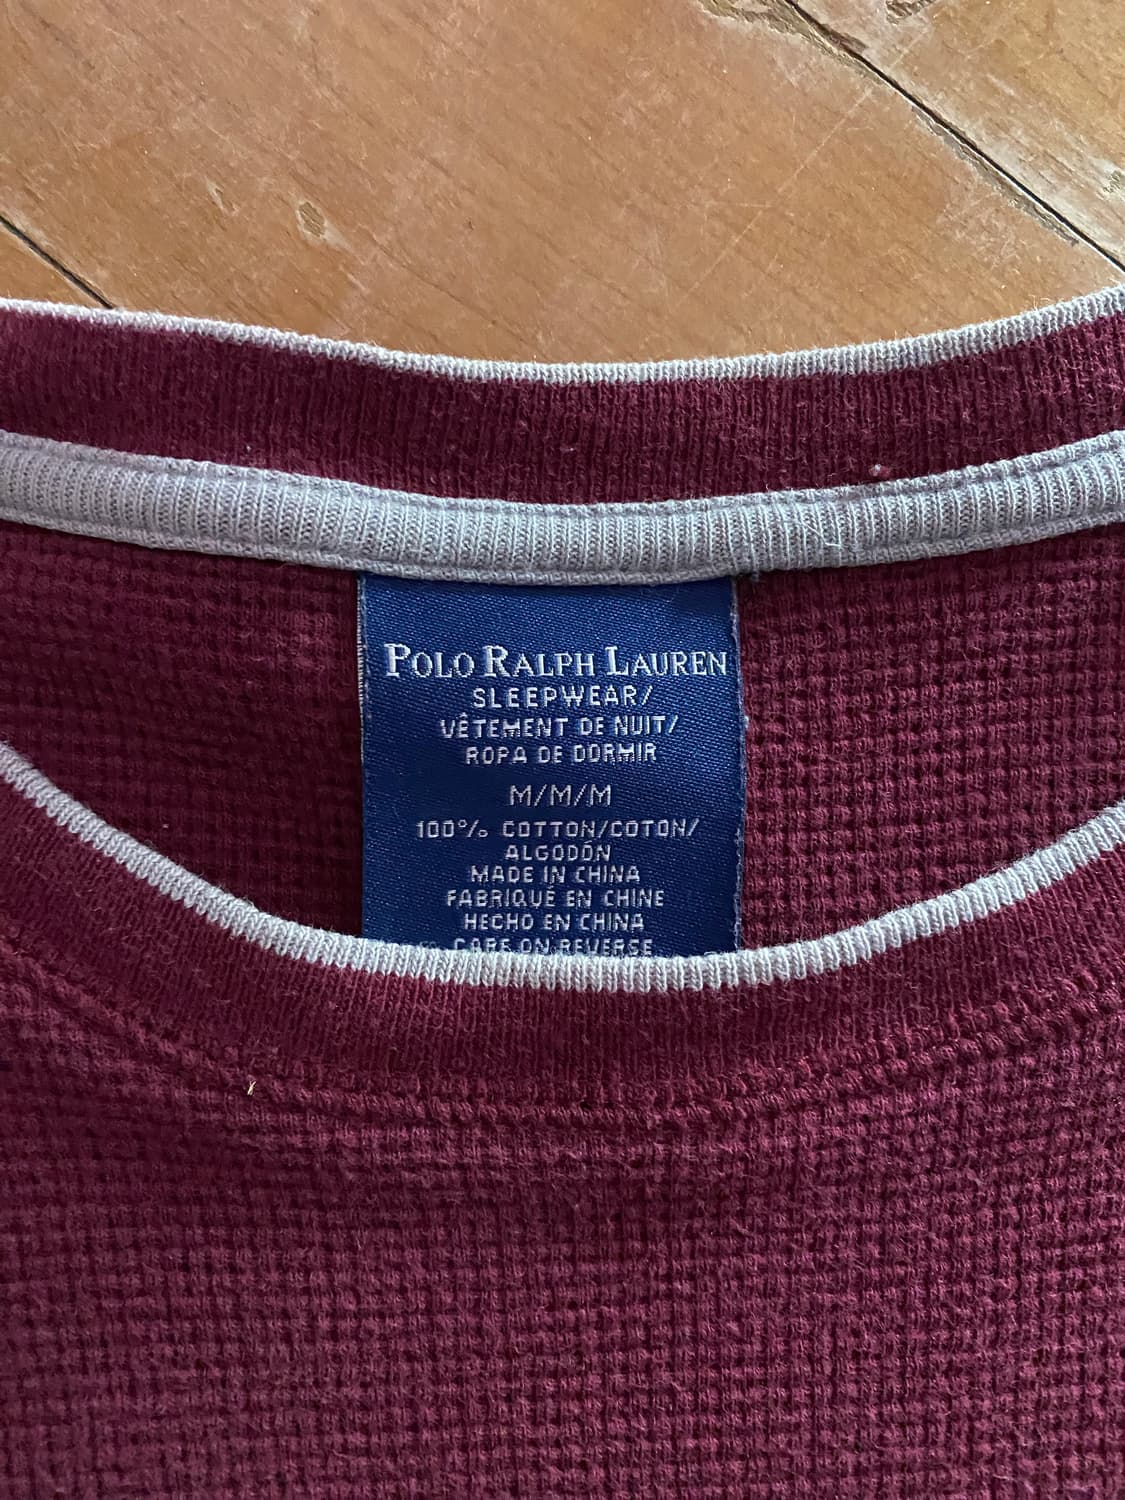 POLO RALPH LAUREN
SLEEPWEAR/
VÊTEMENT DE NUIT/
ROPA DE DORMIR
M/M/M
100% COTTON/COTON/
ALGODÓN
MADE IN CHINA
FABRIQUÉ EN CHINE
HECHO EN CHINA
CARE ON REVERSE